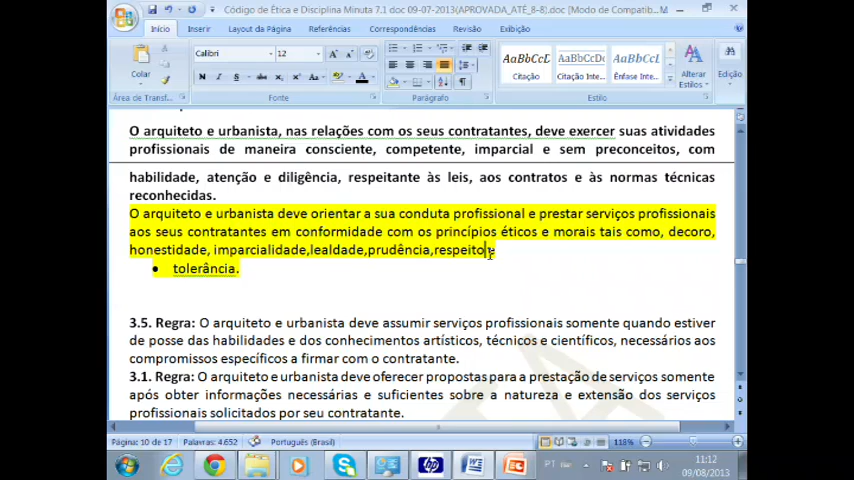 Código de Ética e Disciplina Minuta 7.1 doc 09-07-2013(APROVADA_ATÉ_8-8).doc [Modo de Compatib...
Início Inserir Layout da Página Referências Correspondências Revisão Exibição
Calibri 12
AaBbCcD AaBbCcDc AaBbCcD
Colar
N I S
¶ Citação Citação Inte... Ênfase Inte... Alterar Estilos Edição
Área de Transf... Fonte Parágrafo Estilo
O arquiteto e urbanista, nas relações com os seus contratantes, deve exercer suas atividades
profissionais de maneira consciente, competente, imparcial e sem preconceitos, com
habilidade, atenção e diligência, respeitante às leis, aos contratos e às normas técnicas
reconhecidas.
O arquiteto e urbanista deve orientar a sua conduta profissional e prestar serviços profissionais
aos seus contratantes em conformidade com os princípios éticos e morais tais como, decoro,
honestidade, imparcialidade,lealdade,prudência,respeito e
• tolerância.
3.5. Regra: O arquiteto e urbanista deve assumir serviços profissionais somente quando estiver
de posse das habilidades e dos conhecimentos artísticos, técnicos e científicos, necessários aos
compromissos específicos a firmar com o contratante.
3.1. Regra: O arquiteto e urbanista deve oferecer propostas para a prestação de serviços somente
após obter informações necessárias e suficientes sobre a natureza e extensão dos serviços
profissionais solicitados por seu contratante.
Página: 10 de 17 Palavras: 4.652 Português (Brasil) 118%
PT 11:12
09/08/2013